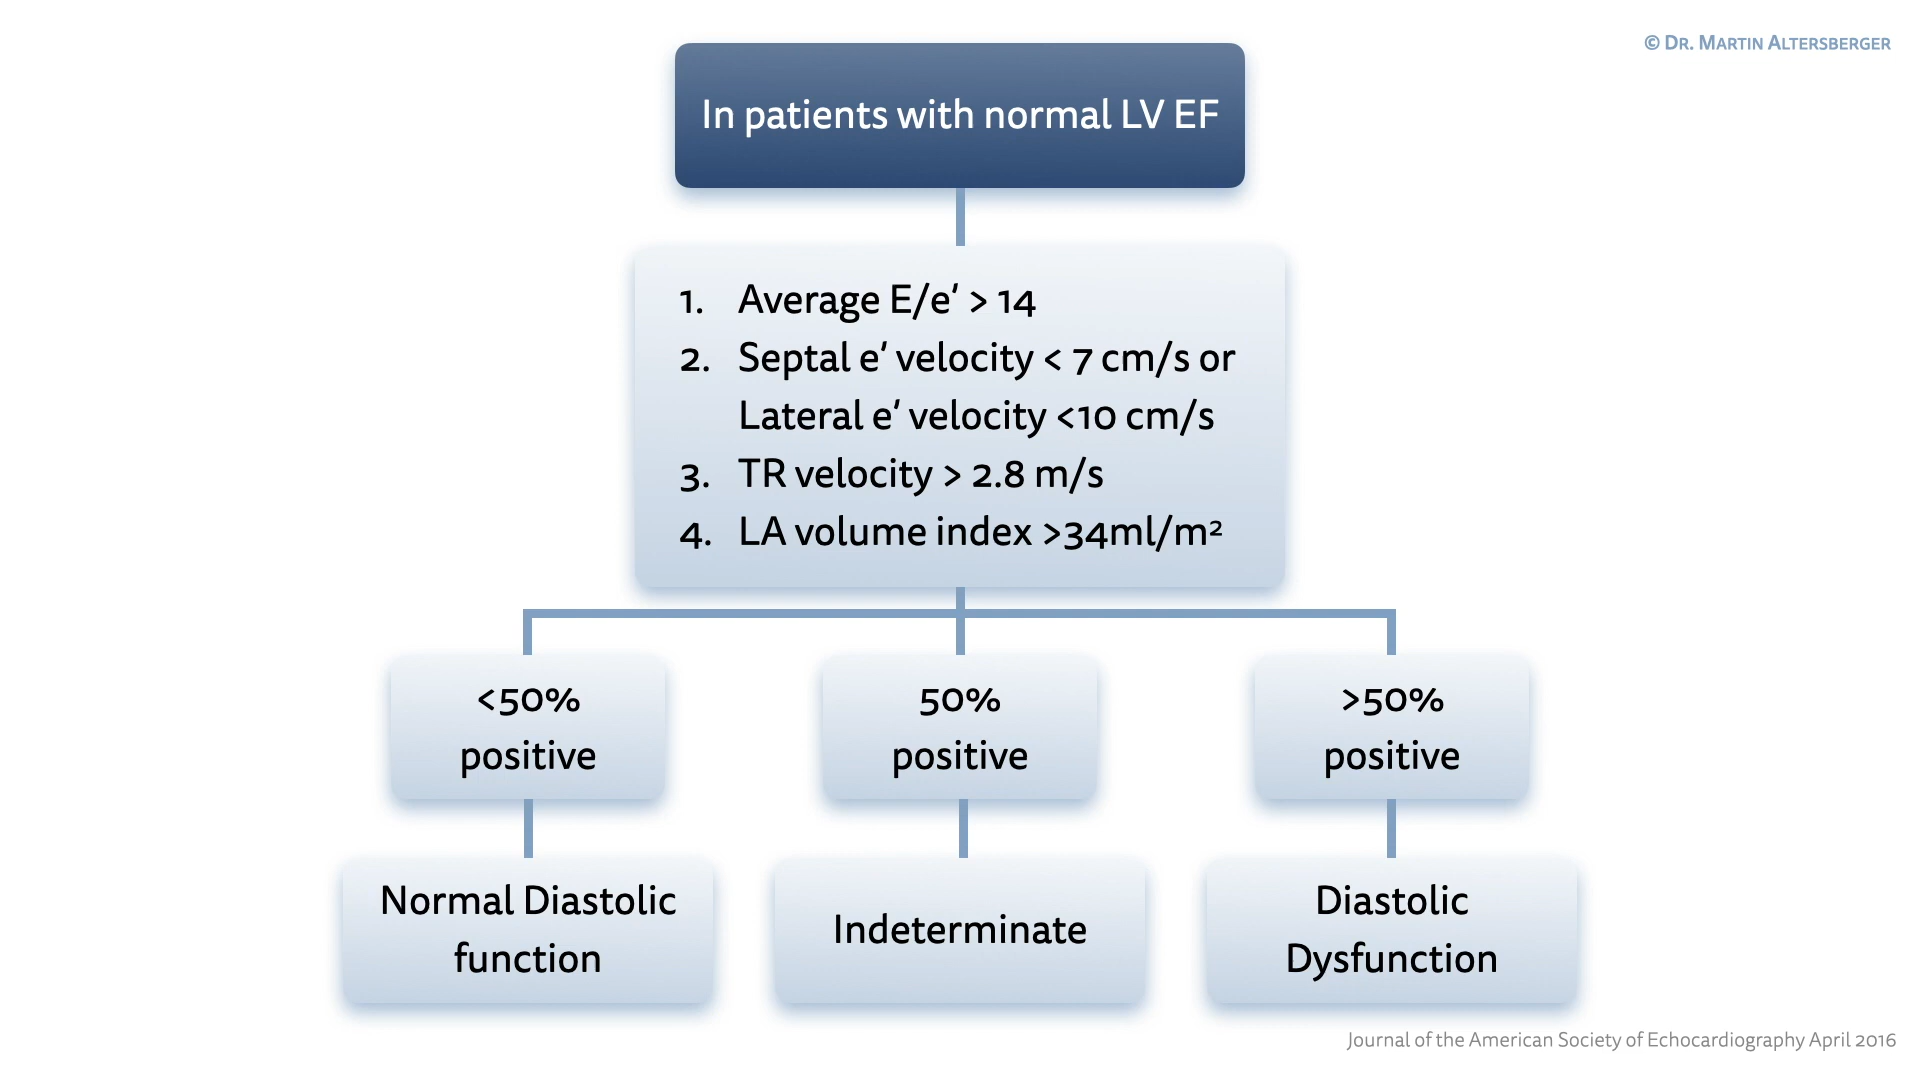 © Dr. Martin Altersberger
In patients with normal LV EF
1. Average E/e′ > 14
2. Septal e′ velocity < 7 cm/s or
Lateral e′ velocity <10 cm/s
3. TR velocity > 2.8 m/s
4. LA volume index >34ml/m²
<50%
positive
50%
positive
>50%
positive
Normal Diastolic
function
Indeterminate
Diastolic
Dysfunction
Journal of the American Society of Echocardiography April 2016